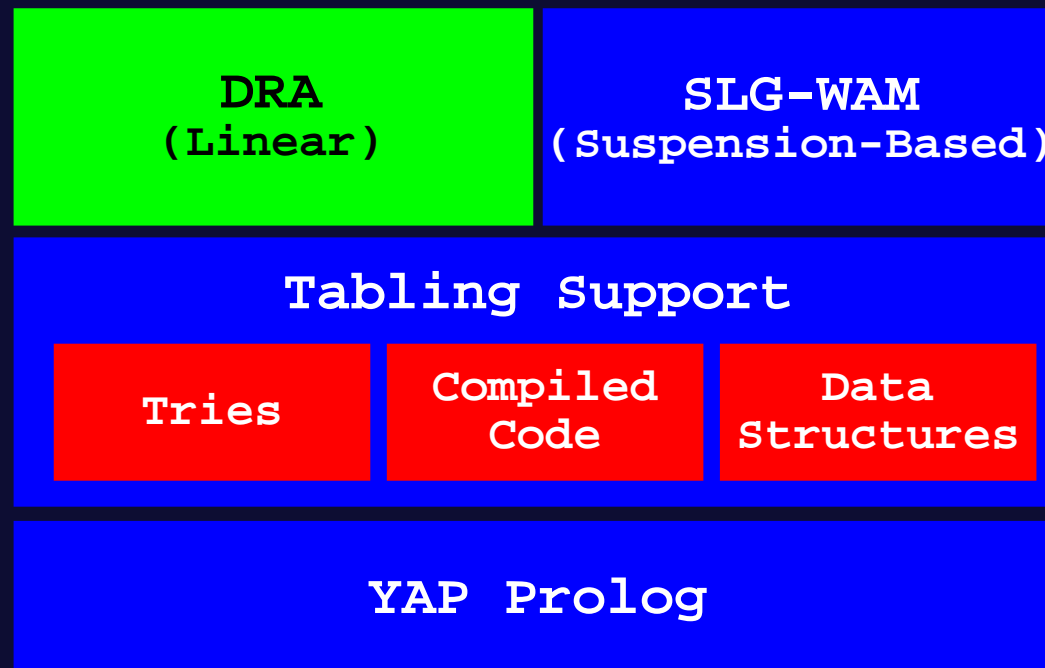 DRA
(Linear)
SLG-WAM
(Suspension-Based)
Tabling Support
Tries
Compiled
Code
Data
Structures
YAP Prolog